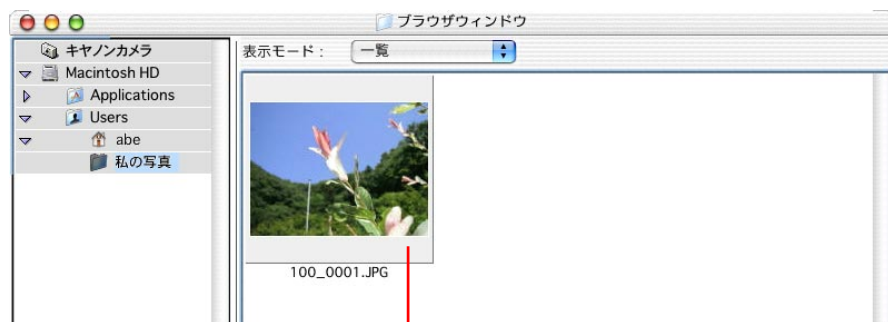 ブラウザウィンドウ
キヤノンカメラ
Macintosh HD
Applications
Users
abe
私の写真
表示モード：
一覧
100_0001.JPG